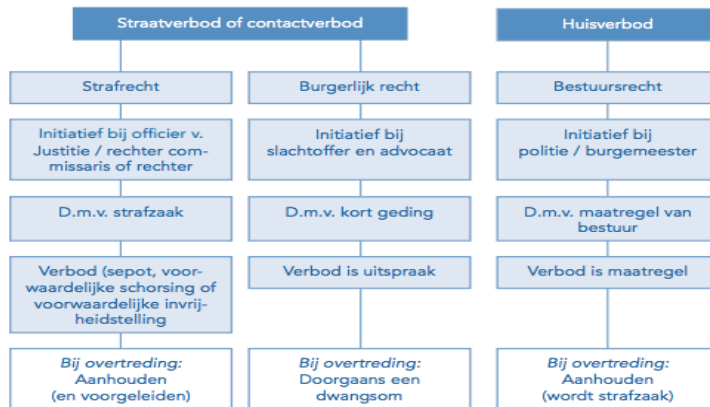 Straatverbod of contactverbod
Huisverbod
Strafrecht
Burgerlijk recht
Bestuursrecht
Initiatief bij officier v.
Justitie / rechter com-
missaris of rechter
Initiatief bij
slachtoffer en advocaat
Initiatief bij
politie / burgemeester
D.m.v. strafzaak
D.m.v. kort geding
D.m.v. maatregel van
bestuur
Verbod (sepot, voor-
waardelijke schorsing of
voorwaardelijke invrij-
heidstelling
Verbod is uitspraak
Verbod is maatregel
Bij overtreding:
Aanhouden
(en voorgeleiden)
Bij overtreding:
Doorgaans een
dwangsom
Bij overtreding:
Aanhouden
(wordt strafzaak)